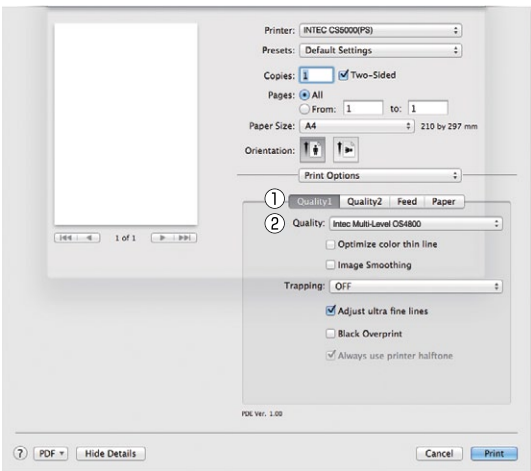 Printer: INTEC CS5000(PS)
Presets: Default Settings
Copies: 1 Two-Sided
Pages: All
From: 1 to: 1
Paper Size: A4 210 by 297 mm
Orientation:
Print Options
① Quality1 Quality2 Feed Paper
② Quality: Intec Multi-Level OS4800
1 of 1
Optimize color thin line
Image Smoothing
Trapping: OFF
Adjust ultra fine lines
Black Overprint
Always use printer halftone
PDE Ver. 1.00
? PDF Hide Details Cancel Print